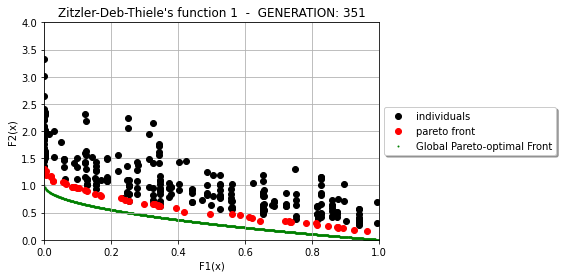 Zitzler-Deb-Thiele's function 1 - GENERATION: 351
4.0
3.5
3.0
2.5
2.0
1.5
1.0
0.5
0.0
F2(x)
0.0 0.2 0.4 0.6 0.8 1.0
F1(x)
individuals
pareto front
Global Pareto-optimal Front